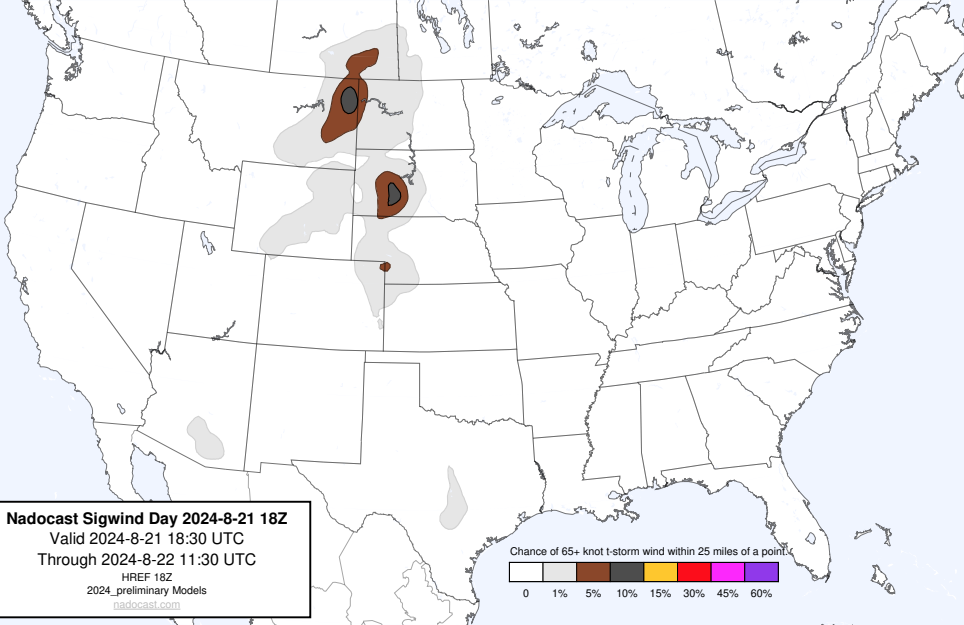 Nadocast Sigwind Day 2024-8-21 18Z
Valid 2024-8-21 18:30 UTC
Through 2024-8-22 11:30 UTC
HREF 18Z
2024_preliminary Models
nadocast.com
Chance of 65+ knot t-storm wind within 25 miles of a point.
0 1% 5% 10% 15% 30% 45% 60%